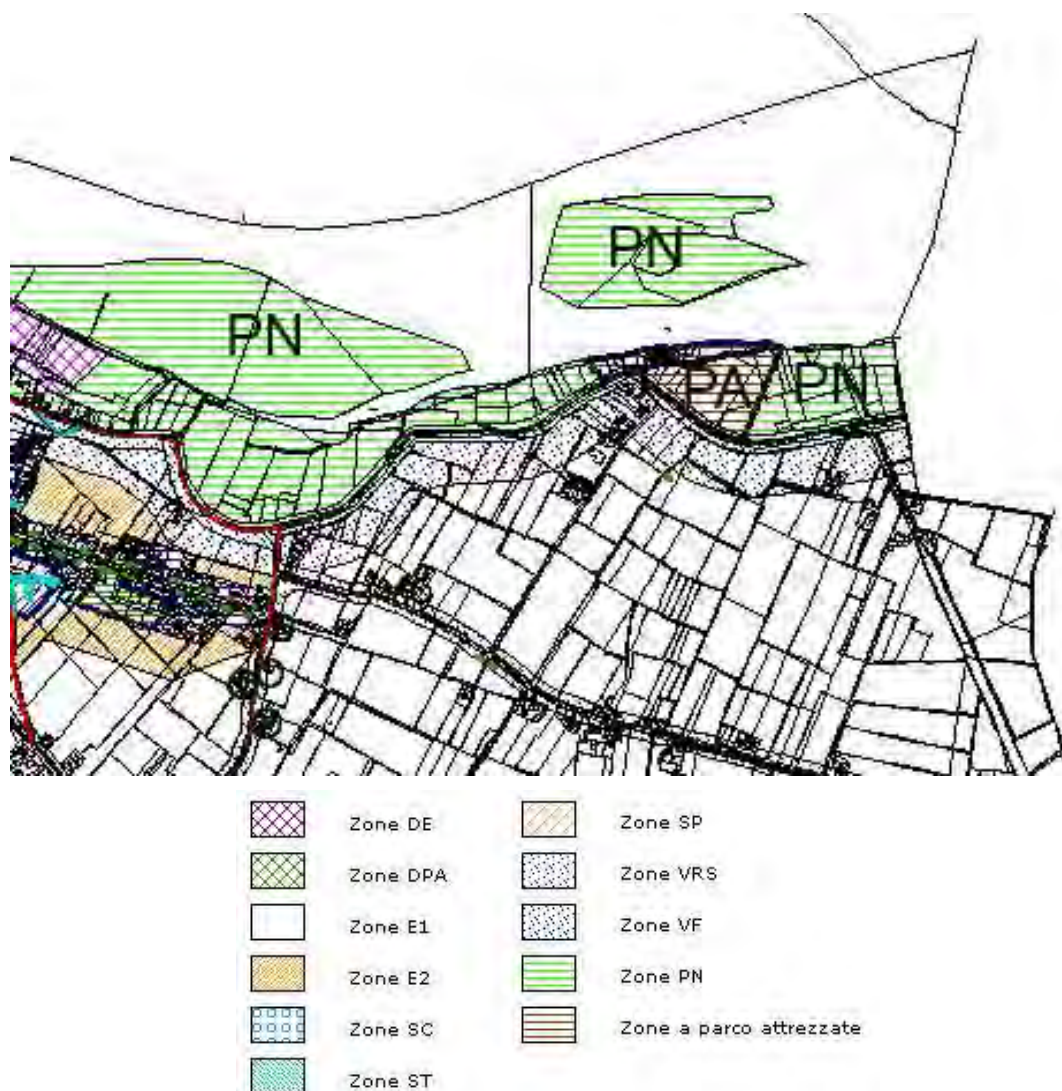 PN
PN
PA
PN
Zone DE
Zone DPA
Zone E1
Zone E2
Zone SC
Zone ST
Zone SP
Zone VRS
Zone VF
Zone PN
Zone a parco attrezzate